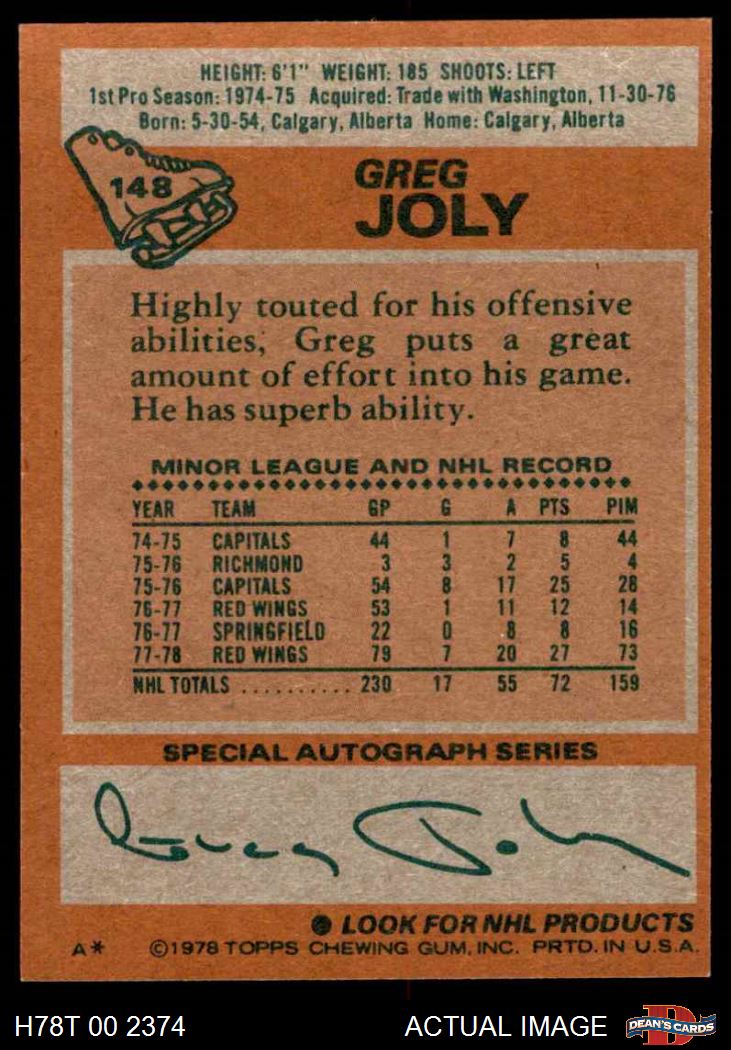 HEIGHT: 6'1" WEIGHT: 185 SHOOTS: LEFT
1st Pro Season: 1974-75 Acquired: Trade with Washington, 11-30-76
Born: 5-30-54, Calgary, Alberta Home: Calgary, Alberta
148
GREG
JOLY
Highly touted for his offensive
abilities, Greg puts a great
amount of effort into his game.
He has superb ability.
MINOR LEAGUE AND NHL RECORD
YEAR TEAM GP G A PTS PIM
74-75 CAPITALS 44 1 7 8 44
75-76 RICHMOND 3 3 2 5 4
75-76 CAPITALS 54 8 17 25 28
76-77 RED WINGS 53 1 11 12 14
76-77 SPRINGFIELD 22 0 8 8 16
77-78 RED WINGS 79 7 20 27 73
NHL TOTALS .......... 230 17 55 72 159
SPECIAL AUTOGRAPH SERIES
Greg Joly
● LOOK FOR NHL PRODUCTS
A* ©1978 TOPPS CHEWING GUM, INC. PRTD. IN U.S.A.
H78T 00 2374 ACTUAL IMAGE D DEAN'S CARDS